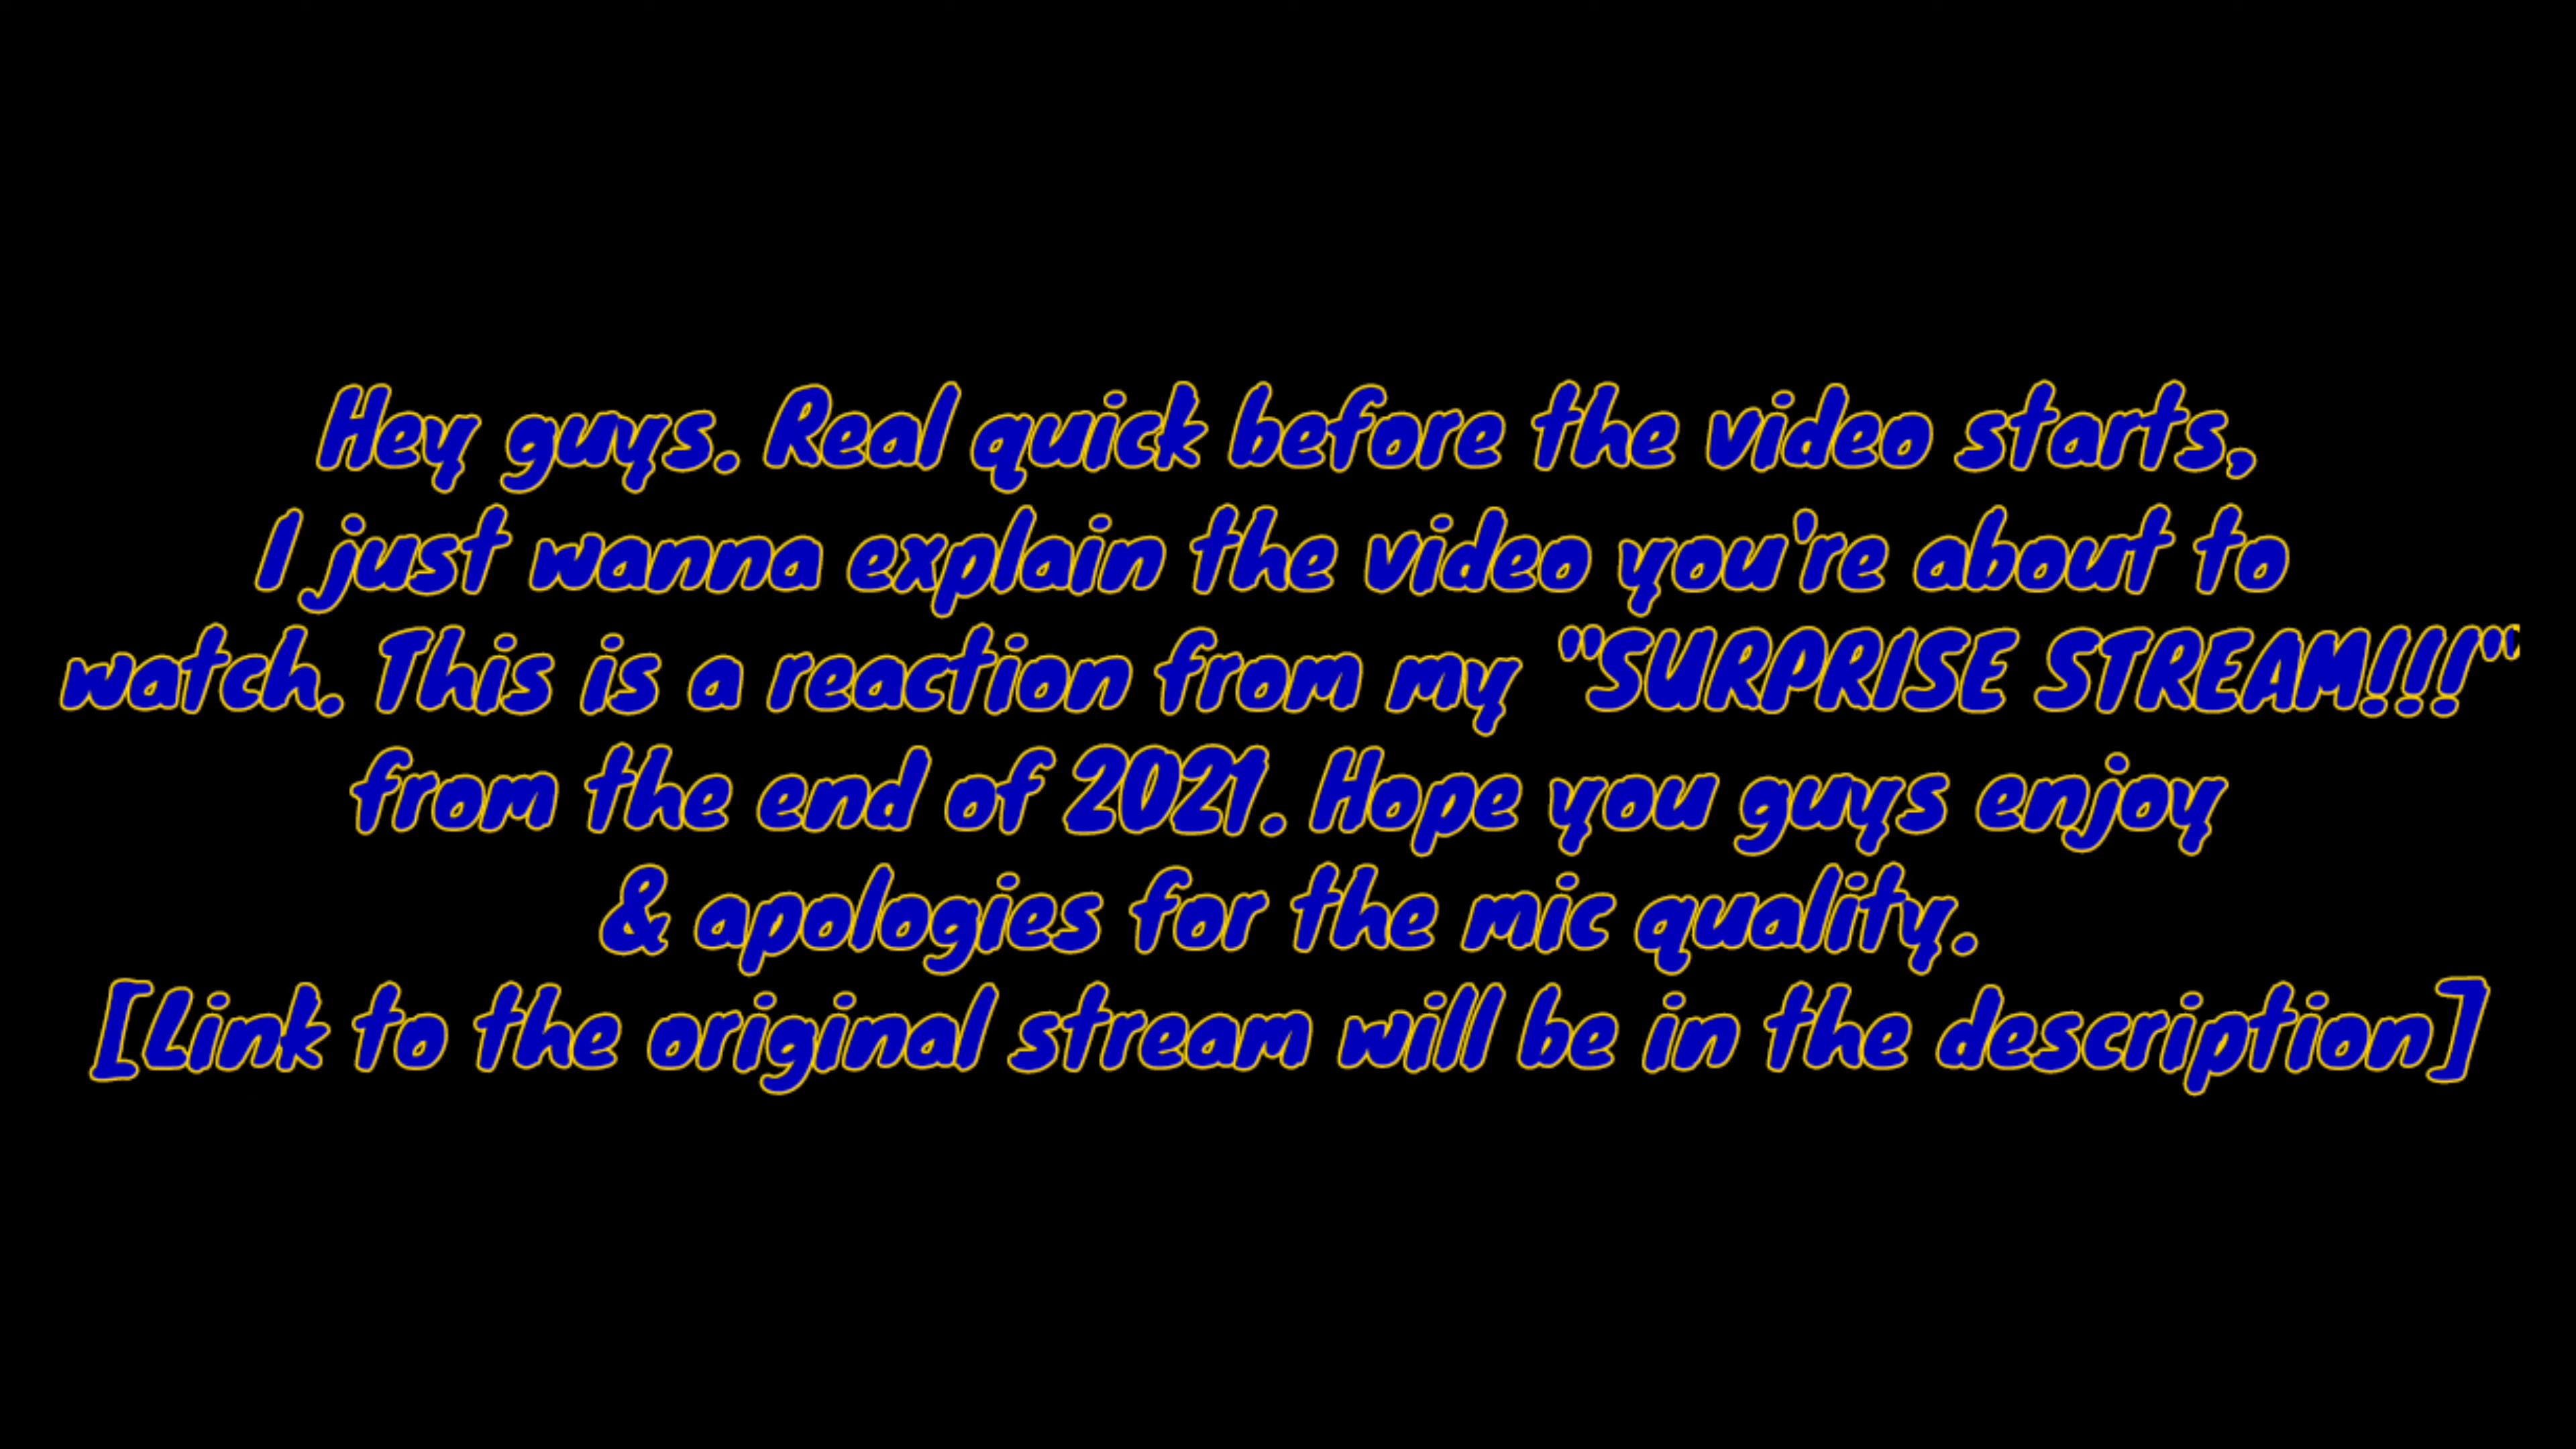 Hey guys. Real quick before the video starts,
I just wanna explain the video you're about to
watch. This is a reaction from my "SURPRISE STREAM!!!"
from the end of 2021. Hope you guys enjoy
& apologies for the mic quality.
[Link to the original stream will be in the description]